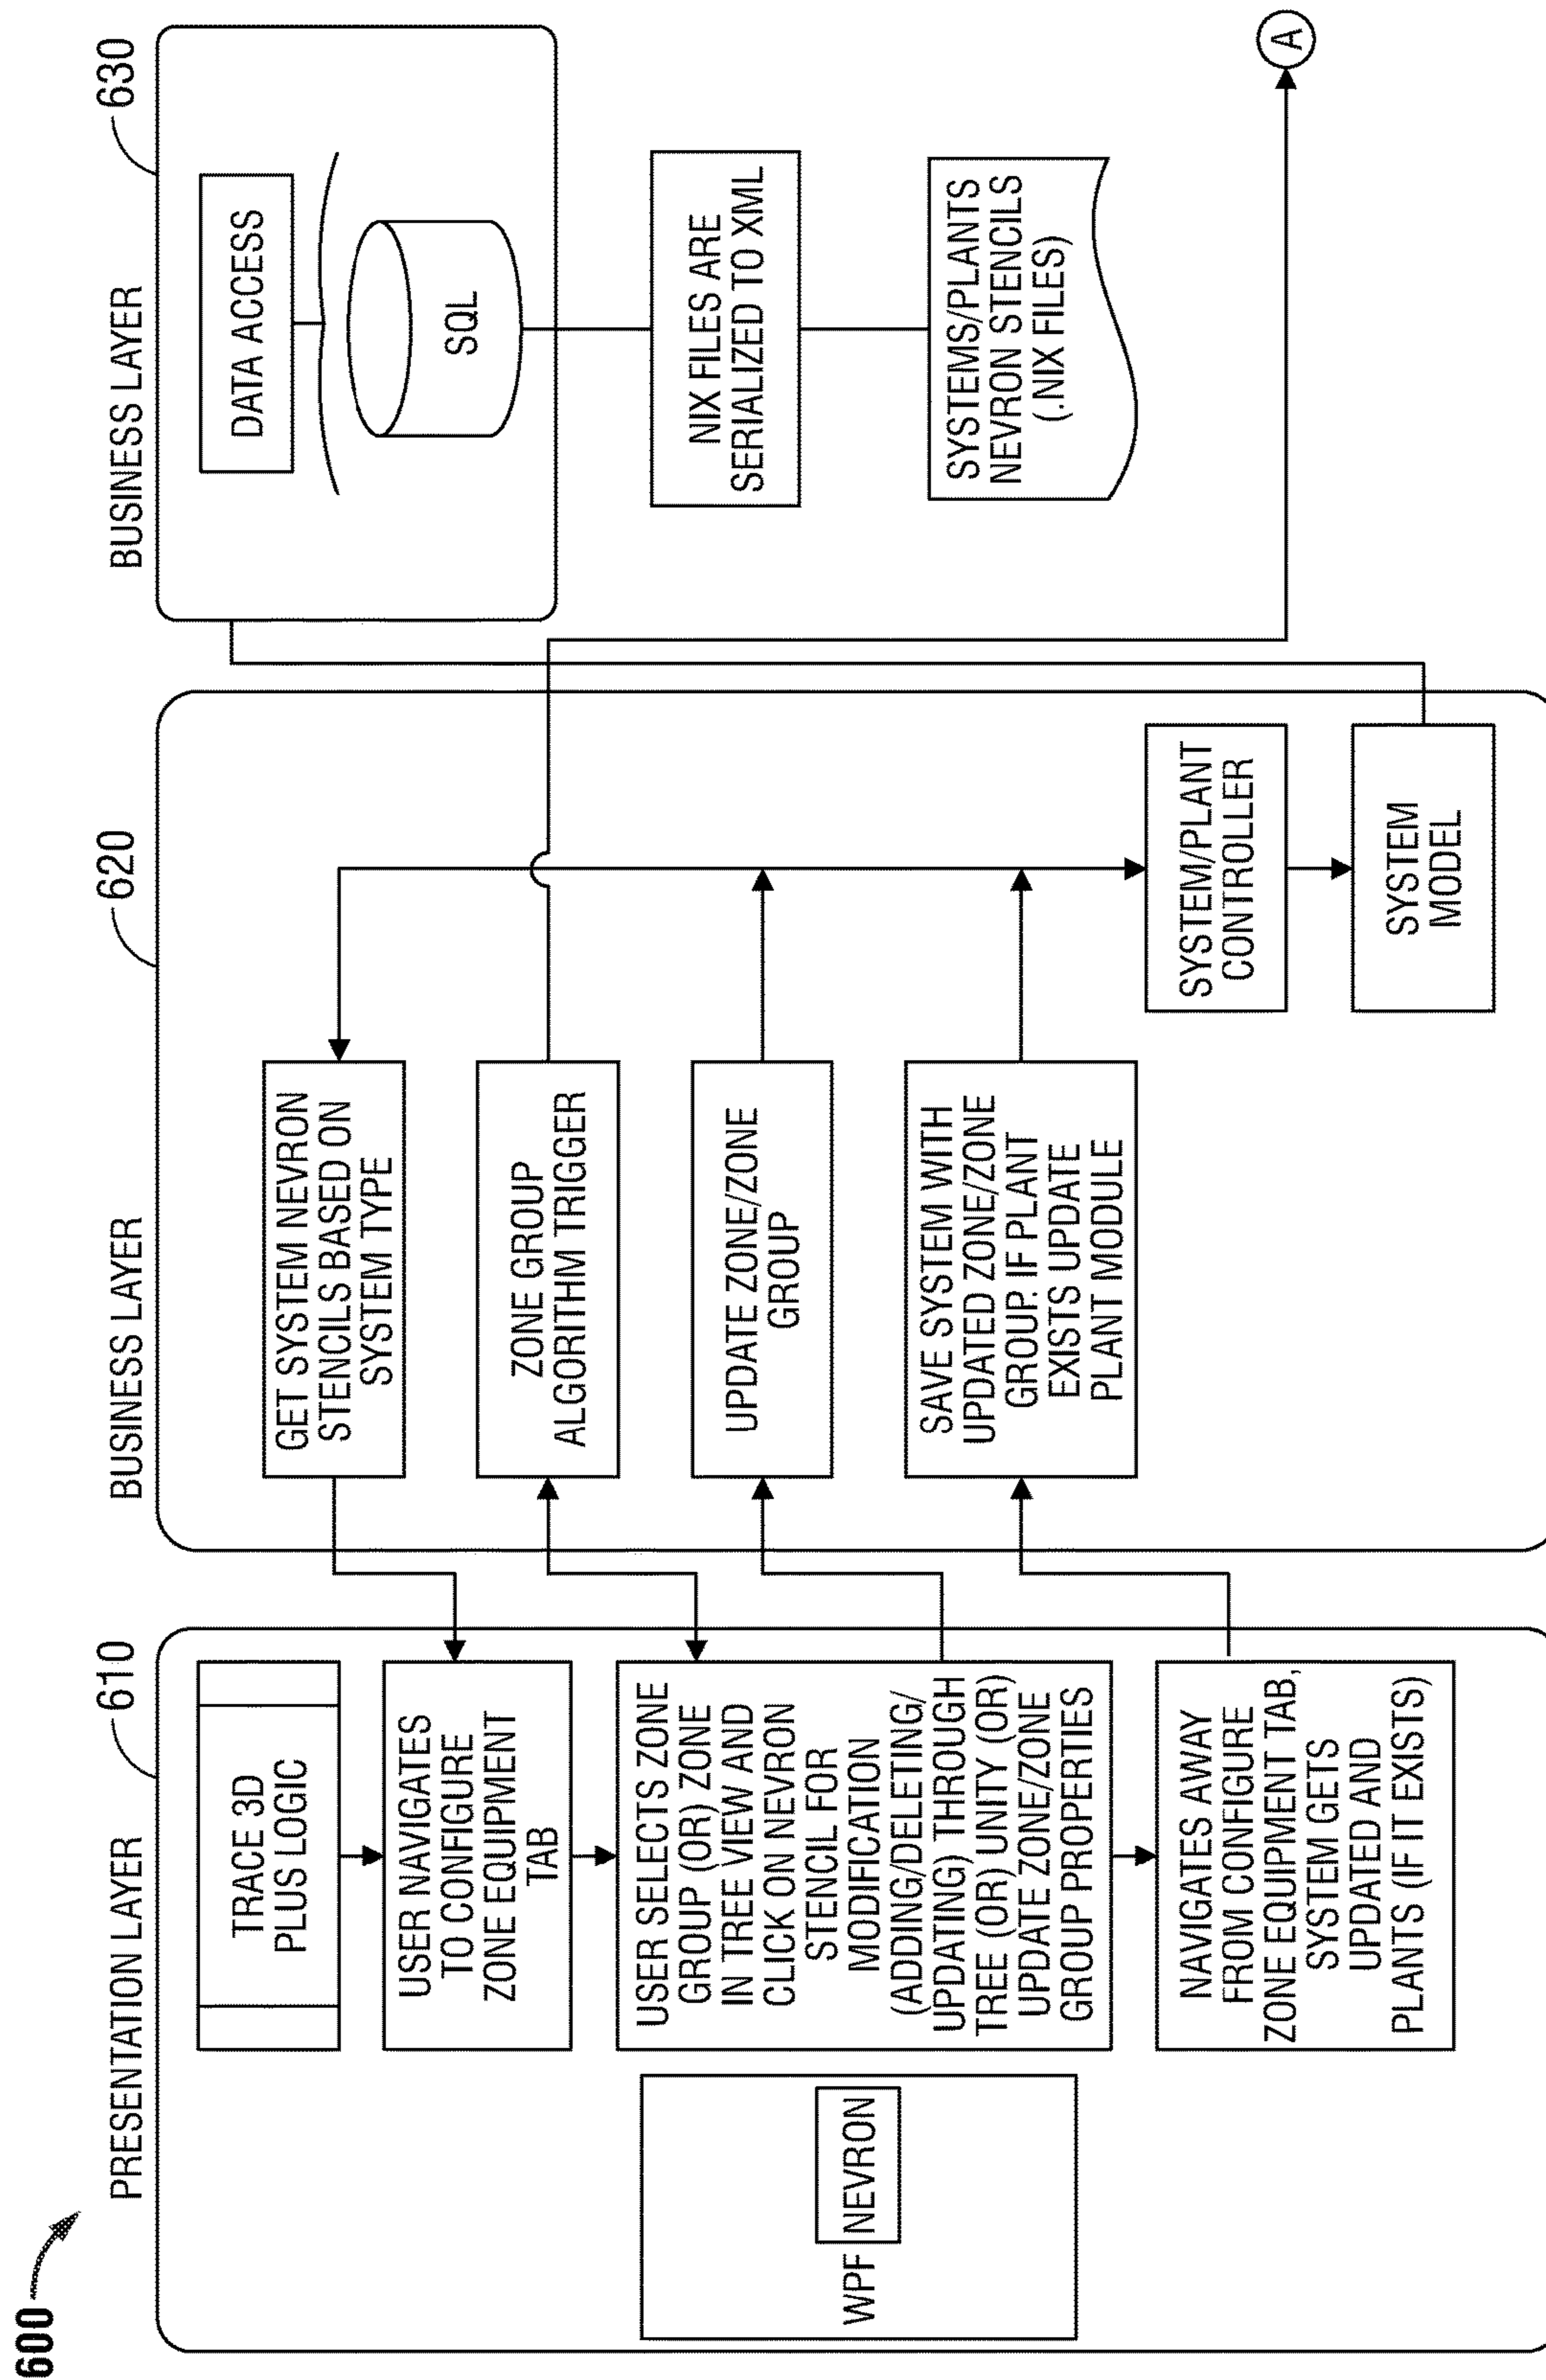 600
PRESENTATION LAYER
610
TRACE 3D
PLUS LOGIC
USER NAVIGATES
TO CONFIGURE
ZONE EQUIPMENT
TAB
USER SELECTS ZONE
GROUP (OR) ZONE
IN TREE VIEW AND
CLICK ON NEVRON
STENCIL FOR
MODIFICATION
(ADDING/DELETING/
UPDATING) THROUGH
TREE (OR) UNITY (OR)
UPDATE ZONE/ZONE
GROUP PROPERTIES
NAVIGATES AWAY
FROM CONFIGURE
ZONE EQUIPMENT TAB,
SYSTEM GETS
UPDATED AND
PLANTS (IF IT EXISTS)
WPF NEVRON
BUSINESS LAYER
620
GET SYSTEM NEVRON
STENCILS BASED ON
SYSTEM TYPE
ZONE GROUP
ALGORITHM TRIGGER
UPDATE ZONE/ZONE
GROUP
SAVE SYSTEM WITH
UPDATED ZONE/ZONE
GROUP. IF PLANT
EXISTS UPDATE
PLANT MODULE
SYSTEM/PLANT
CONTROLLER
SYSTEM
MODEL
BUSINESS LAYER
630
DATA ACCESS
SQL
NIX FILES ARE
SERIALIZED TO XML
SYSTEMS/PLANTS
NEVRON STENCILS
(.NIX FILES)
A